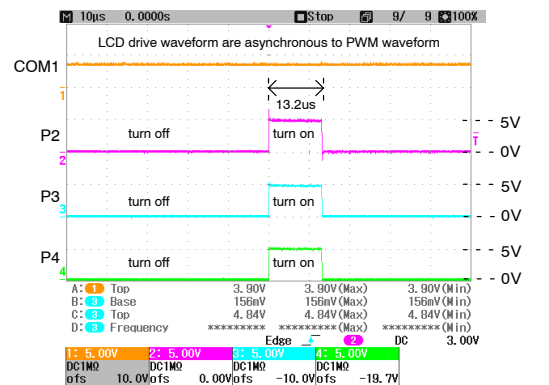 M 10µs 0.0000s Stop 9/ 9 100%
LCD drive waveform are asynchronous to PWM waveform
COM1
1
13.2us
5V
P2 turn off turn on T
2 0V
P3 turn off turn on 5V
3 0V
P4 turn off turn on 5V
4 0V
A: 1 Top 3.90V 3.90V(Max) 3.90V(Min)
B: 3 Base 156mV 156mV(Max) 156mV(Min)
C: 3 Top 4.84V 4.84V(Max) 4.84V(Min)
D: 3 Frequency ********* *********(Max) *********(Min)
Edge 2 DC 3.00V
1: 5.00V 2: 5.00V 3: 5.00V 4: 5.00V
DC1MΩ DC1MΩ DC1MΩ DC1MΩ
ofs 10.0V ofs 0.00V ofs -10.0V ofs -19.7V